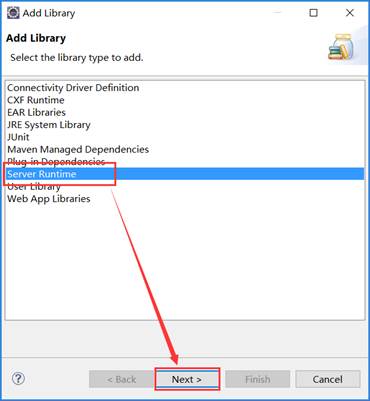 Add Library
Add Library
Select the library type to add.
Connectivity Driver Definition
CXF Runtime
EAR Libraries
JRE System Library
JUnit
Maven Managed Dependencies
Plug-in Dependencies
Server Runtime
User Library
Web App Libraries
?
< Back
Next >
Finish
Cancel